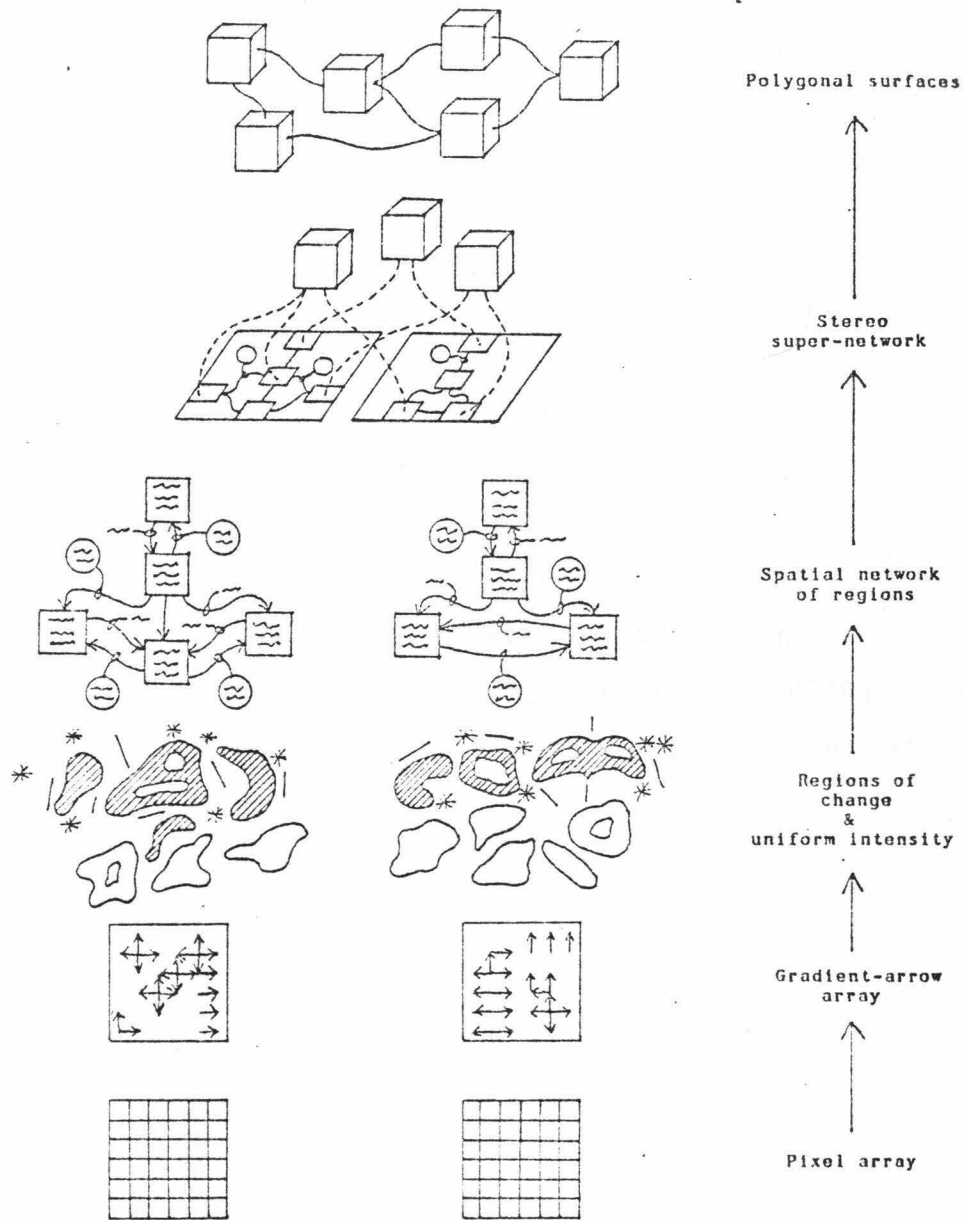 Polygonal surfaces
Stereo
super-network
Spatial network
of regions
Regions of
change
&
uniform intensity
Gradient-arrow
array
Pixel array